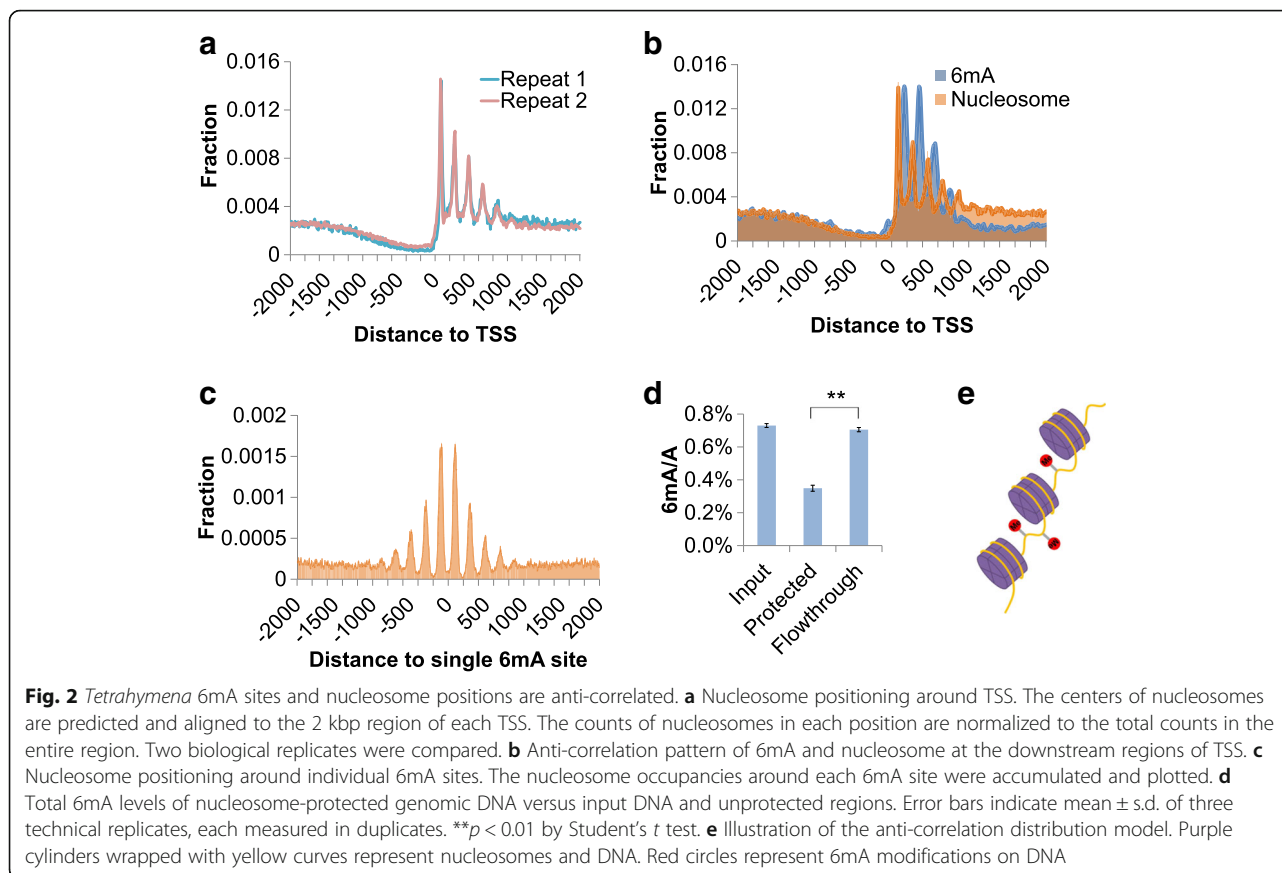 a
0.016
0.012
0.008
0.004
0
Fraction
Repeat 1
Repeat 2
-2000
-1500
-1000
-500
0
500
1000
1500
2000
Distance to TSS
b
0.016
0.012
0.008
0.004
0
Fraction
6mA
Nucleosome
-2000
-1500
-1000
-500
0
500
1000
1500
2000
Distance to TSS
c
0.002
0.0015
0.001
0.0005
0
Fraction
-2000
-1500
-1000
-500
0
500
1000
1500
2000
Distance to single 6mA site
d
**
0.8%
0.6%
0.4%
0.2%
0.0%
6mA/A
Input
Protected
Flowthrough
e
Fig. 2 Tetrahymena 6mA sites and nucleosome positions are anti-correlated. a Nucleosome positioning around TSS. The centers of nucleosomes
are predicted and aligned to the 2 kbp region of each TSS. The counts of nucleosomes in each position are normalized to the total counts in the
entire region. Two biological replicates were compared. b Anti-correlation pattern of 6mA and nucleosome at the downstream regions of TSS. c
Nucleosome positioning around individual 6mA sites. The nucleosome occupancies around each 6mA site were accumulated and plotted. d
Total 6mA levels of nucleosome-protected genomic DNA versus input DNA and unprotected regions. Error bars indicate mean ± s.d. of three
technical replicates, each measured in duplicates. **p < 0.01 by Student's t test. e Illustration of the anti-correlation distribution model. Purple
cylinders wrapped with yellow curves represent nucleosomes and DNA. Red circles represent 6mA modifications on DNA